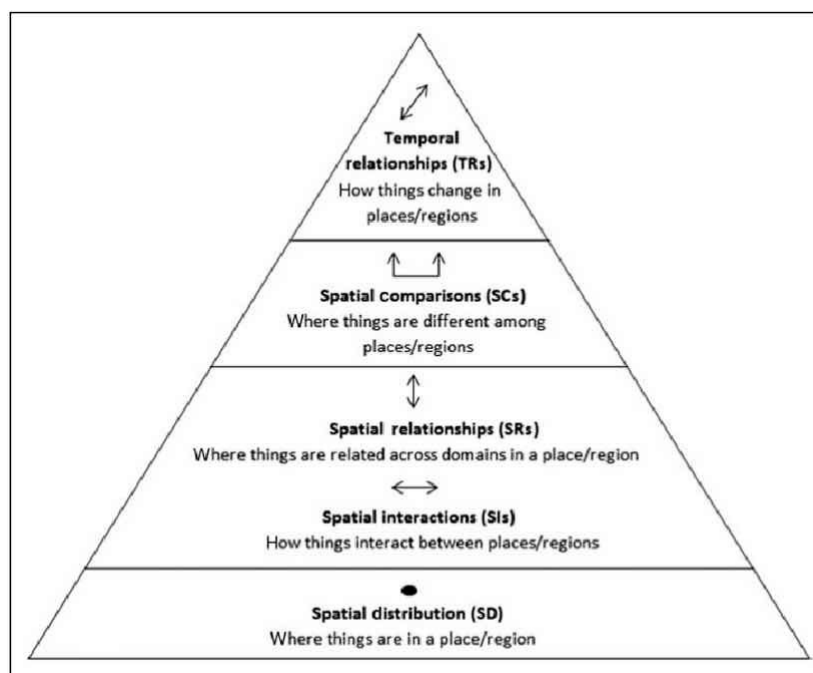 Temporal
relationships (TRs)
How things change in
places/regions
Spatial comparisons (SCs)
Where things are different among
places/regions
Spatial relationships (SRs)
Where things are related across domains in a place/region
Spatial interactions (SIs)
How things interact between places/regions
Spatial distribution (SD)
Where things are in a place/region